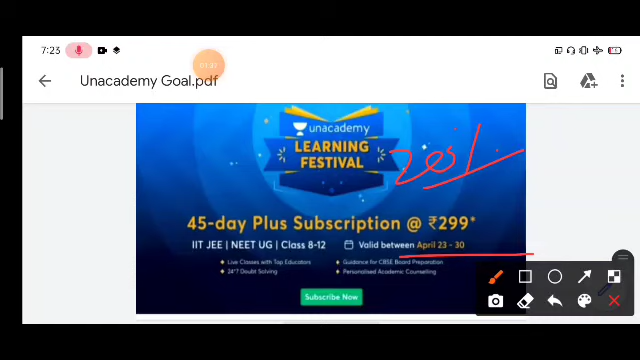 7:23
01:27
Unacademy Goal.pdf
unacademy
LEARNING
FESTIVAL
45-day Plus Subscription @ ₹299*
IIT JEE | NEET UG | Class 8-12
Valid between April 23 - 30
Live Classes with Top Educators
Guidance for CBSE Board Preparation
24*7 Doubt Solving
Personalised Academic Counselling
Subscribe Now